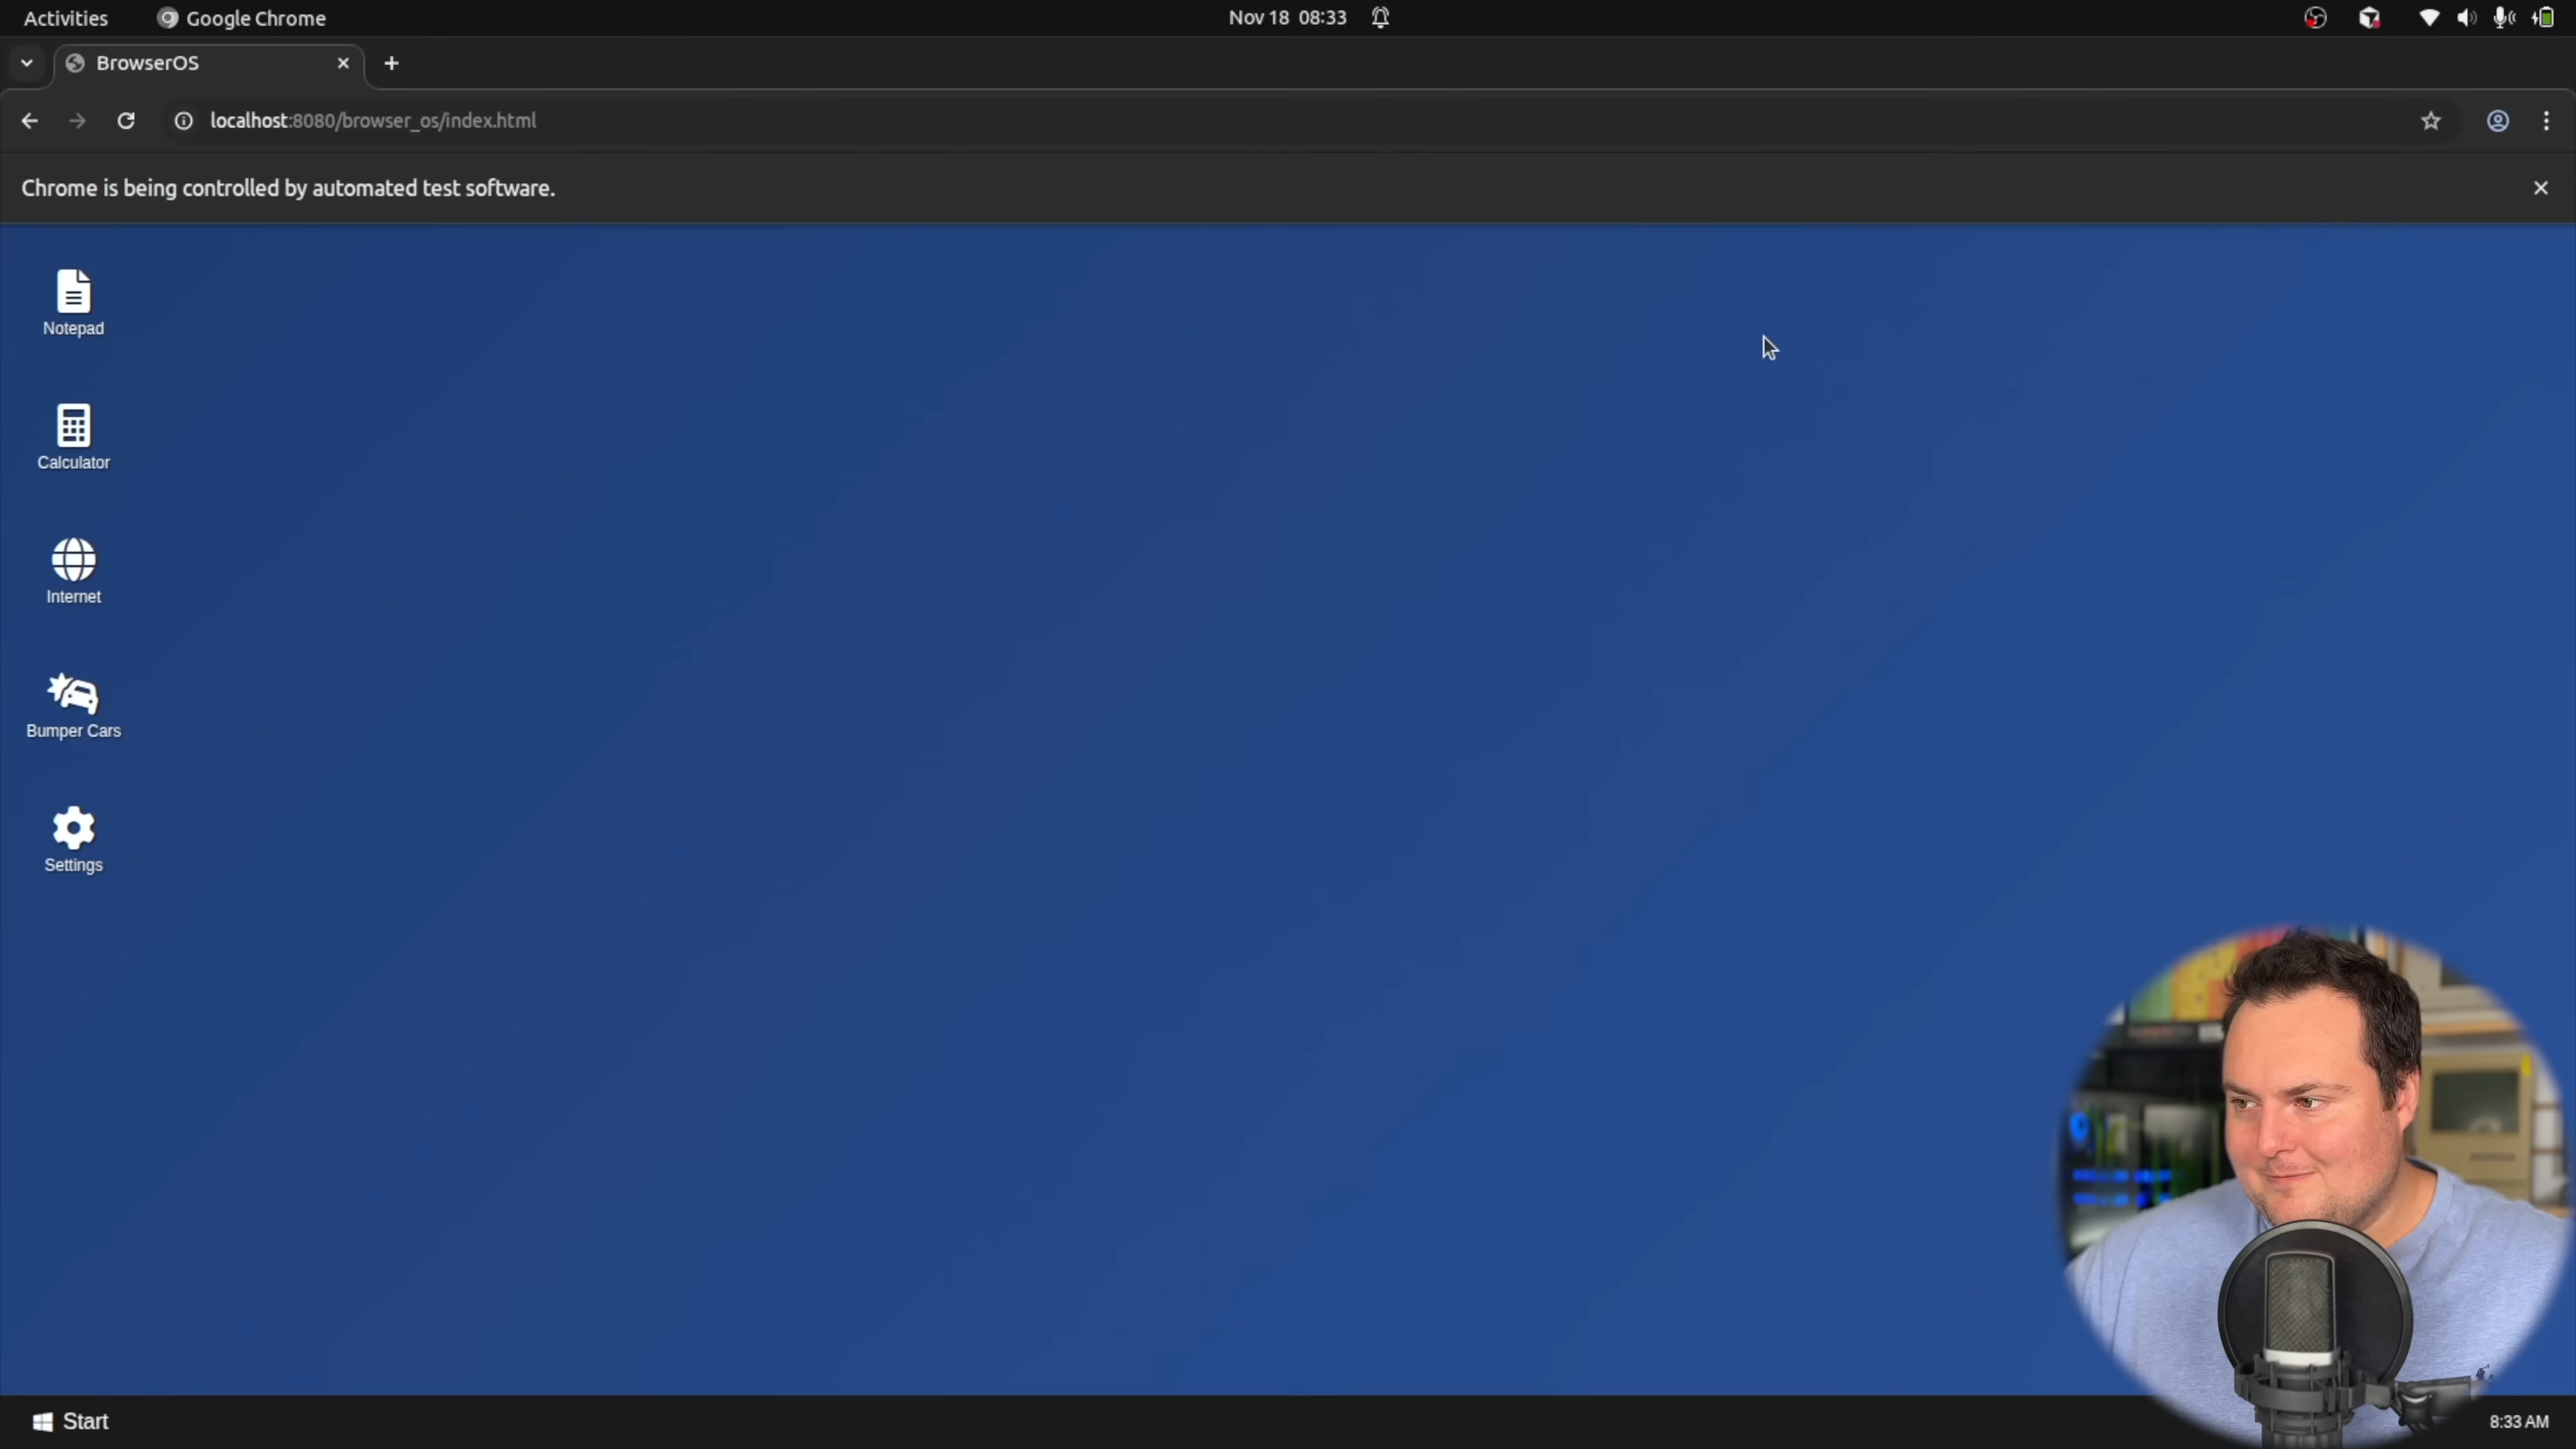 Activities Google Chrome Nov 18 08:33
BrowserOS
localhost:8080/browser_os/index.html
Chrome is being controlled by automated test software.
Notepad
Calculator
Internet
Bumper Cars
Settings
Start 8:33 AM